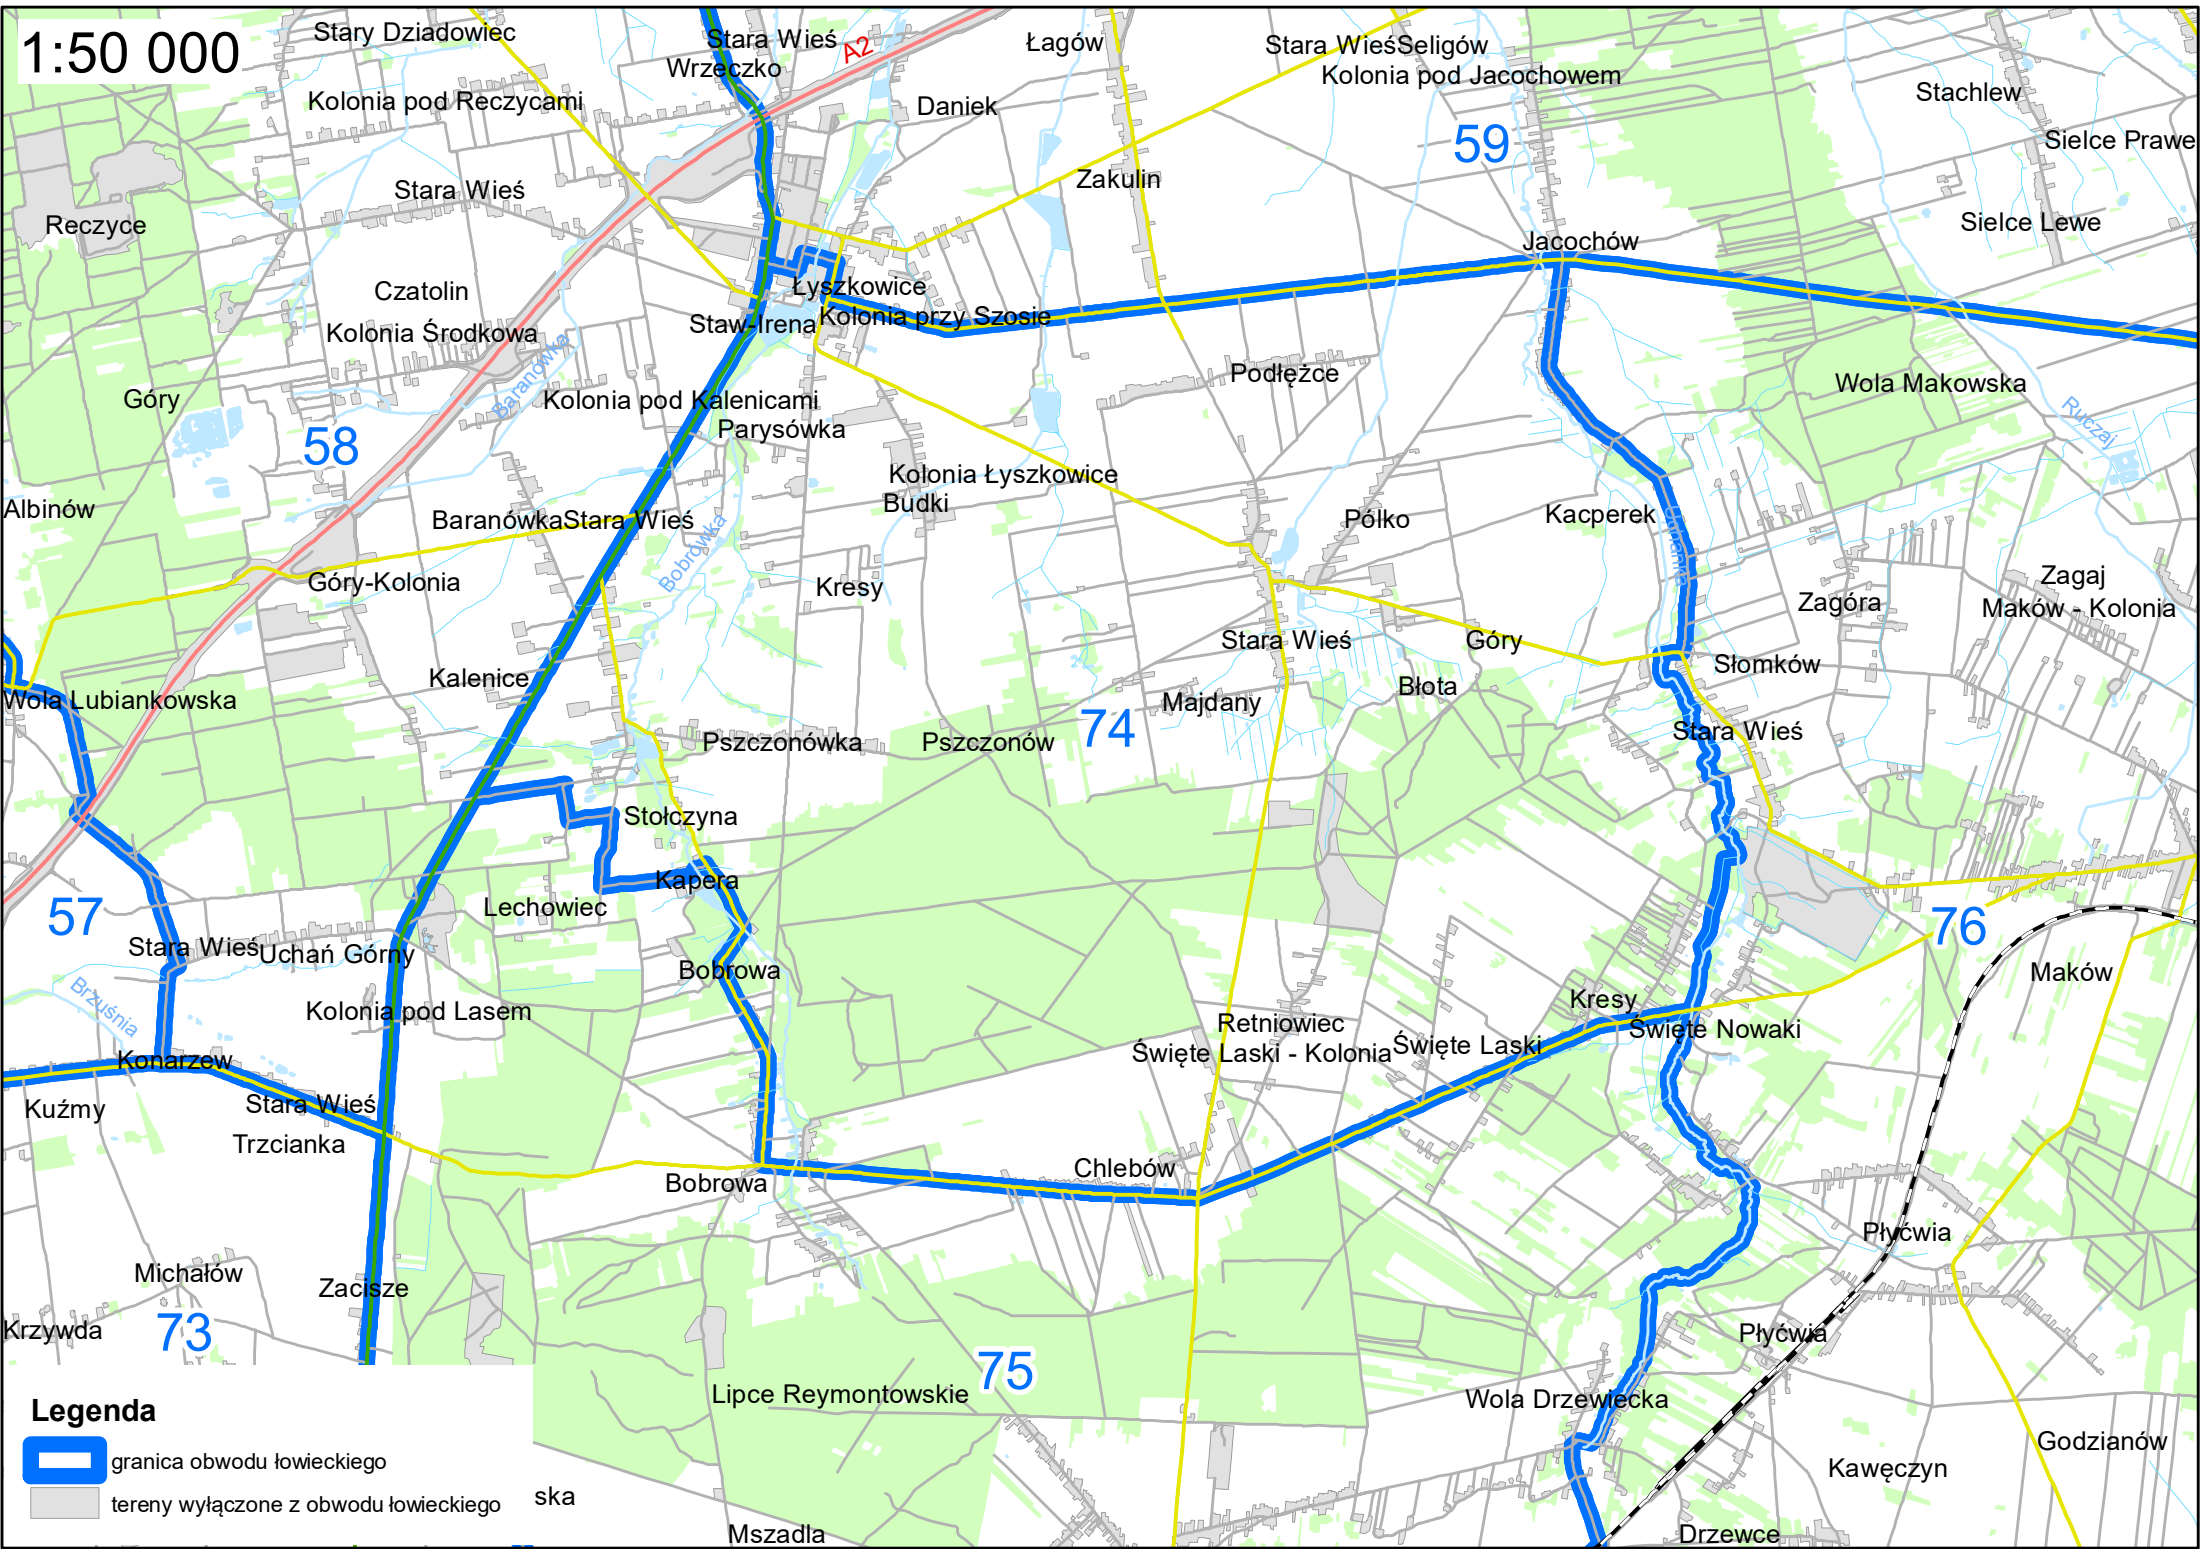 1:50 000
Stary Dziadowiec
Stara Wieś
Wrzeczko
A2
Łagów
Stara WieśSeligów
Kolonia pod Jacochowem
Stachlew
Kolonia pod Reczycami
Daniek
59
Sielce Prawe
Stara Wieś
Zakulin
Reczyce
Sielce Lewe
Jacochów
Czatolin
Łyszkowice
Kolonia Środkowa
Staw-Irena
Kolonia przy Szosie
Baranówka
Podłężce
Wola Makowska
Góry
Kolonia pod Kalenicami
Parysówka
Ruczaj
58
Kolonia Łyszkowice
Budki
Albinów
BaranówkaStara Wieś
Pólko
Kacperek
Bobrówka
Góry-Kolonia
Kresy
Zagaj
Zagóra
Maków - Kolonia
Stara Wieś
Góry
Słomków
Kalenice
Błota
Wola Lubiankowska
Majdany
74
Stara Wieś
Pszczonówka
Pszczonów
Stołczyna
Kapera
57
Lechowiec
76
Stara Wieś
Uchań Górny
Bobrowa
Maków
Brzuśnia
Kolonia pod Lasem
Kresy
Retniowiec
Święte Nowaki
Święte Laski - Kolonia
Święte Laski
Konarzew
Kuźmy
Stara Wieś
Trzcianka
Chlebów
Bobrowa
Płyćwia
Michałów
Zacisze
Krzywda
73
Płyćwia
75
Lipce Reymontowskie
Wola Drzewiecka
Legenda
granica obwodu łowieckiego
Godzianów
Kawęczyn
tereny wyłączone z obwodu łowieckiego
ska
Mszadla
Drzewce